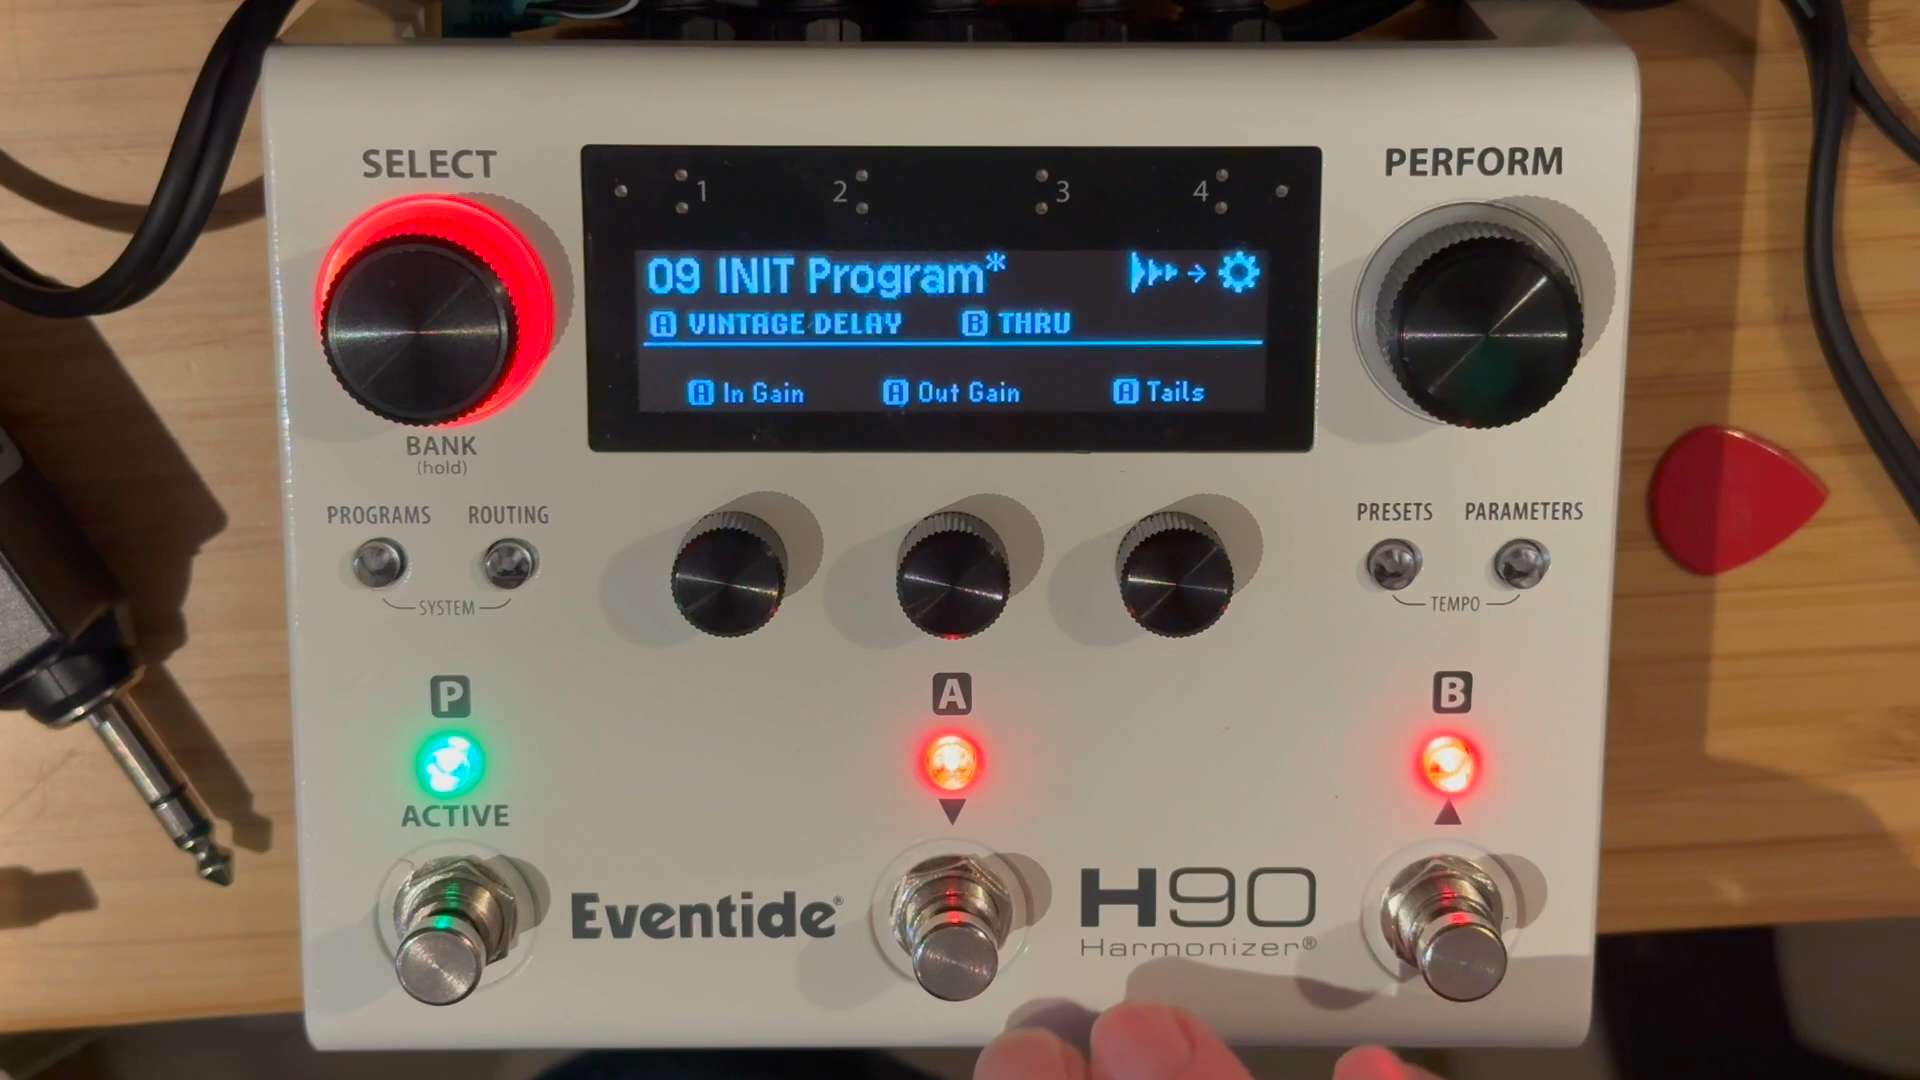 SELECT
1 2 3 4
PERFORM
09 INIT Program*
A VINTAGE DELAY B THRU
A In Gain A Out Gain A Tails
BANK
(hold)
PROGRAMS ROUTING
SYSTEM
PRESETS PARAMETERS
TEMPO
P A B
ACTIVE
Eventide® H90
Harmonizer®